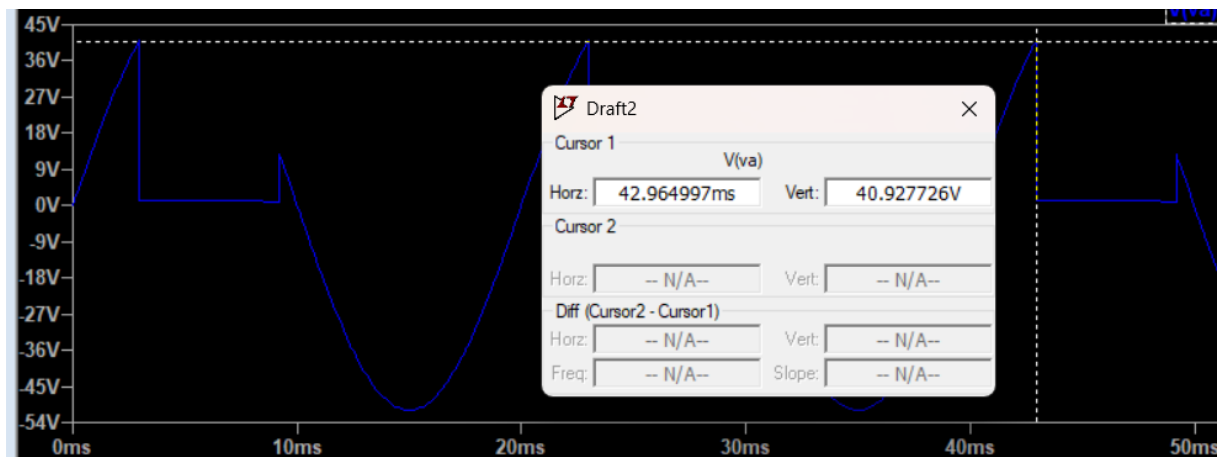 V(va)
45V
36V
27V
18V
9V
0V
-9V
-18V
-27V
-36V
-45V
-54V
0ms 10ms 20ms 30ms 40ms 50ms
Draft2
Cursor 1
V(va)
Horz: 42.964997ms Vert: 40.927726V
Cursor 2
Horz: -- N/A-- Vert: -- N/A--
Diff (Cursor2 - Cursor1)
Horz: -- N/A-- Vert: -- N/A--
Freq: -- N/A-- Slope: -- N/A--